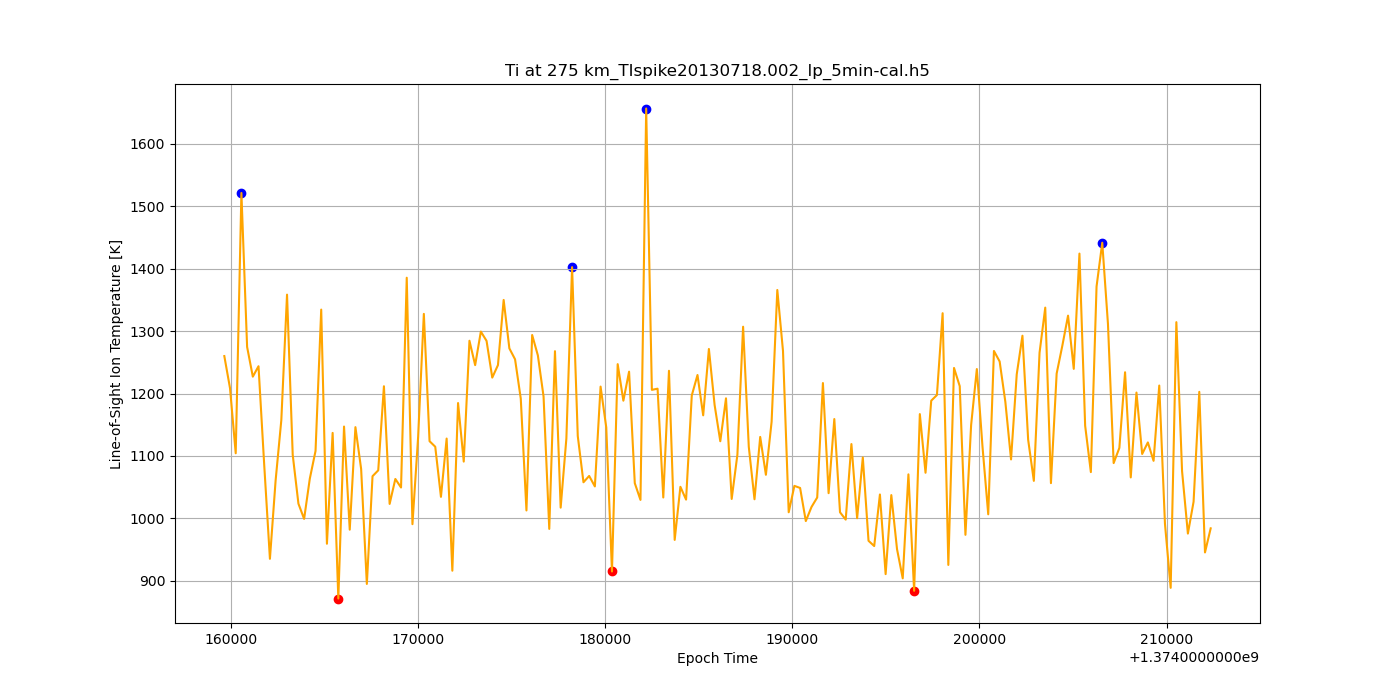 Ti at 275 km_TIspike20130718.002_lp_5min-cal.h5
Line-of-Sight Ion Temperature [K]
1600
1500
1400
1300
1200
1100
1000
900
160000 170000 180000 190000 200000 210000
Epoch Time
+1.3740000000e9